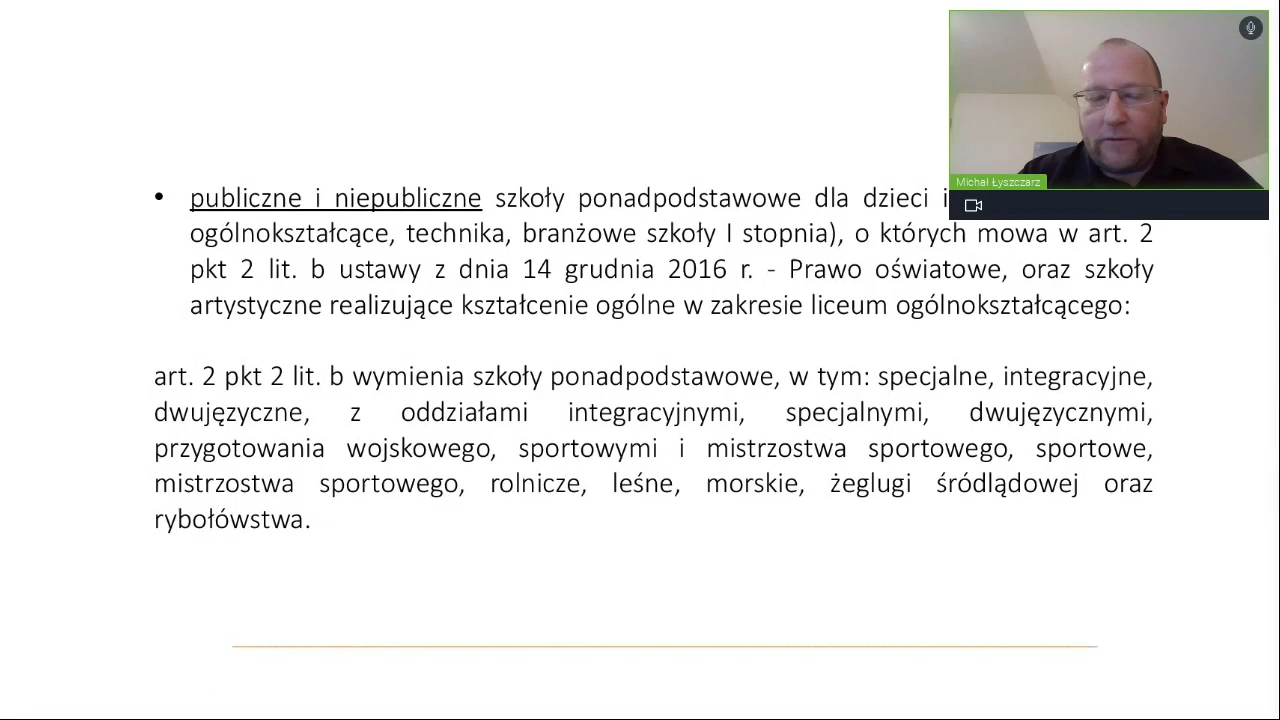 Michał Łyszczarz
• publiczne i niepubliczne szkoły ponadpodstawowe dla dzieci
ogólnokształcące, technika, branżowe szkoły I stopnia), o których mowa w art. 2
pkt 2 lit. b ustawy z dnia 14 grudnia 2016 r. - Prawo oświatowe, oraz szkoły
artystyczne realizujące kształcenie ogólne w zakresie liceum ogólnokształcącego:
art. 2 pkt 2 lit. b wymienia szkoły ponadpodstawowe, w tym: specjalne, integracyjne,
dwujęzyczne, z oddziałami integracyjnymi, specjalnymi, dwujęzycznymi,
przygotowania wojskowego, sportowymi i mistrzostwa sportowego, sportowe,
mistrzostwa sportowego, rolnicze, leśne, morskie, żeglugi śródlądowej oraz
rybołówstwa.